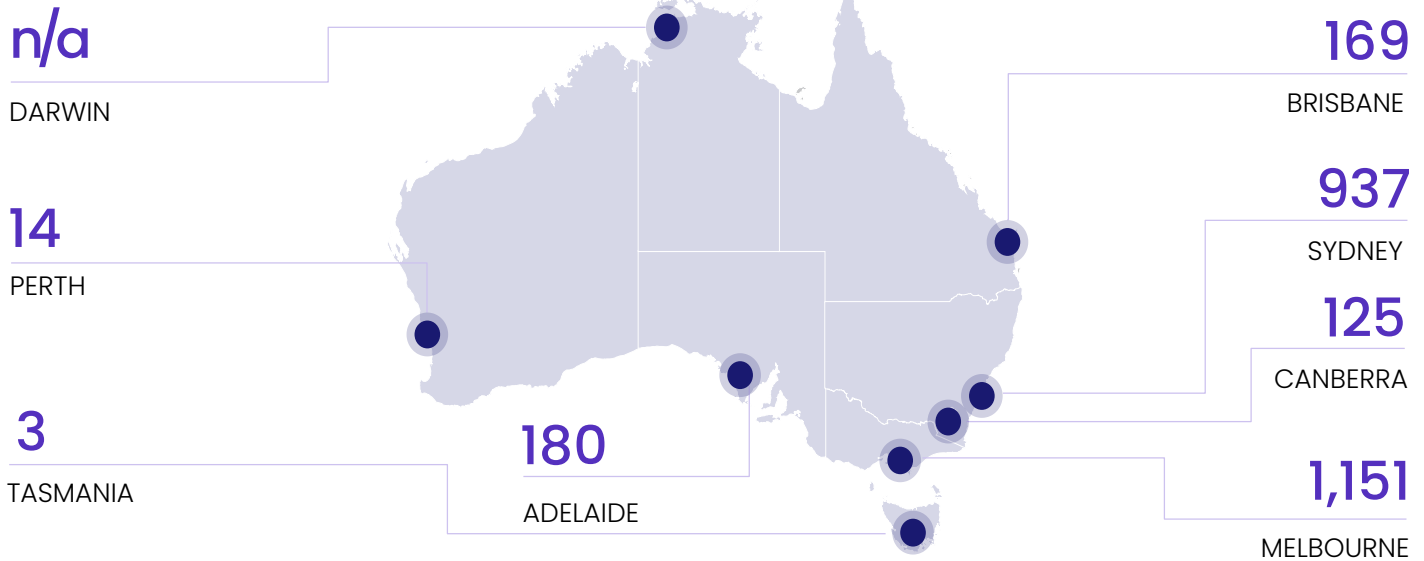 n/a
DARWIN
14
PERTH
3
TASMANIA
180
ADELAIDE
169
BRISBANE
937
SYDNEY
125
CANBERRA
1,151
MELBOURNE